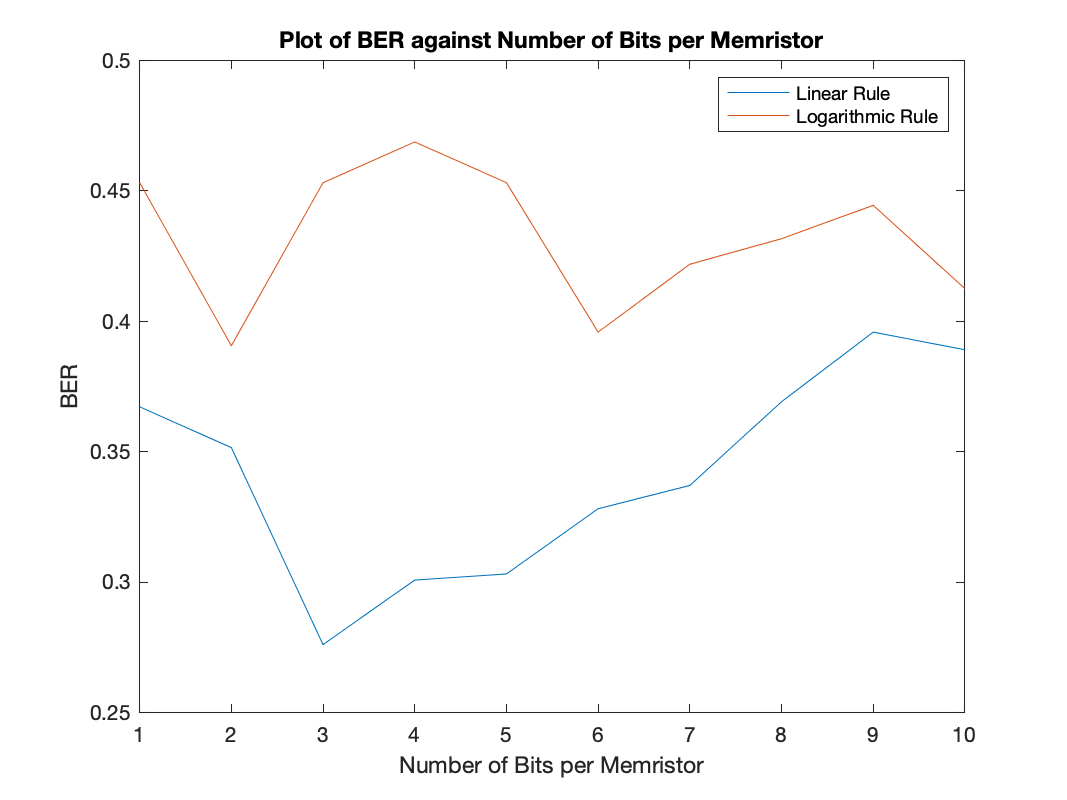 Plot of BER against Number of Bits per Memristor
0.5
Linear Rule
Logarithmic Rule
0.45
0.4
BER
0.35
0.3
0.25
1 2 3 4 5 6 7 8 9 10
Number of Bits per Memristor